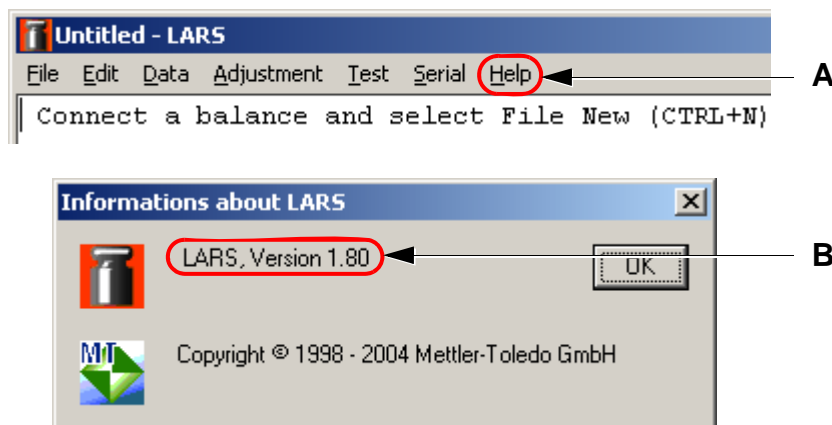 Untitled - LARS
File Edit Data Adjustment Test Serial Help
A
Connect a balance and select File New (CTRL+N)
Informations about LARS
LARS, Version 1.80
OK
B
Copyright © 1998 - 2004 Mettler-Toledo GmbH